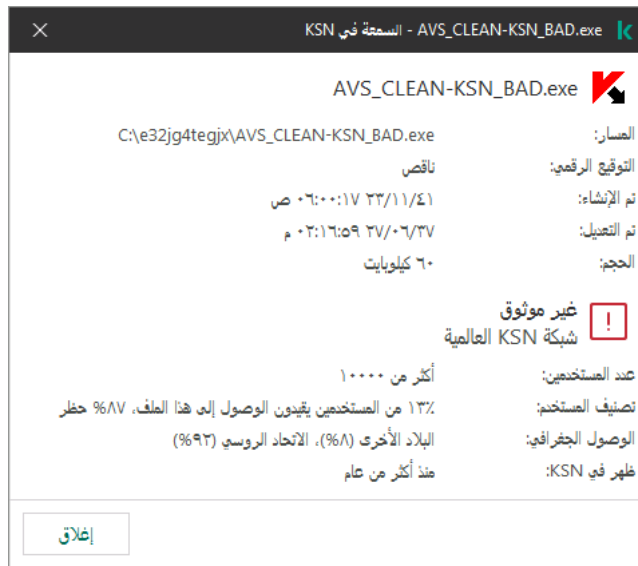 AVS_CLEAN-KSN_BAD.exe - السمعة في KSN
AVS_CLEAN-KSN_BAD.exe
المسار: C:\e32jg4tegjx\AVS_CLEAN-KSN_BAD.exe
التوقيع الرقمي: ناقص
تم الإنشاء: ٢٣/١١/٤١ ٠٦:٠٠:١٧ ص
تم التعديل: ٢٧/٠٦/٣٧ ٠٢:١٦:٥٩ م
الحجم: ٦٠ كيلوبايت
غير موثوق
شبكة KSN العالمية
عدد المستخدمين: أكثر من ١٠٠٠٠
تصنيف المستخدم: ١٣٪ من المستخدمين يقيدون الوصول إلى هذا الملف، ٨٧% حظر
الوصول الجغرافي: البلاد الأخرى (٨%)، الاتحاد الروسي (٩٢%)
ظهر في KSN: منذ أكثر من عام
إغلاق